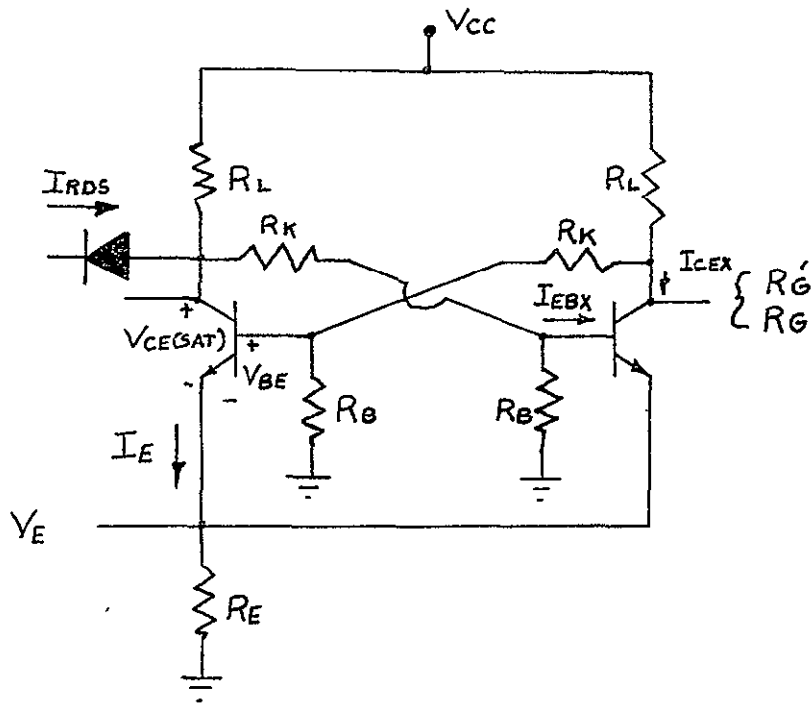 VCC
IRDS
RL
RL
RK
RK
ICEX
IEBX
RG'
RG
+
VCE(SAT)
+
VBE
-
-
RB
RB
IE
VE
RE